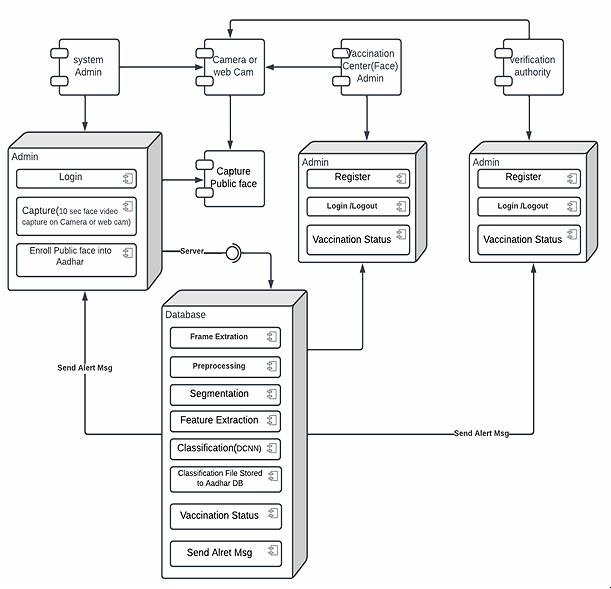 system
Admin
Camera or
web Cam
Vaccination
Center(Face)
Admin
verification
authority
Capture
Public face
Admin
Login
Capture(10 sec face video
capture on Camera or web cam)
Enroll Public face into
Aadhar
Admin
Register
Login /Logout
Vaccination Status
Admin
Register
Login /Logout
Vaccination Status
Server
Database
Frame Extration
Preprocessing
Segmentation
Feature Extraction
Classification(DCNN)
Classification File Stored
to Aadhar DB
Vaccination Status
Send Alret Msg
Send Alert Msg
Send Alert Msg